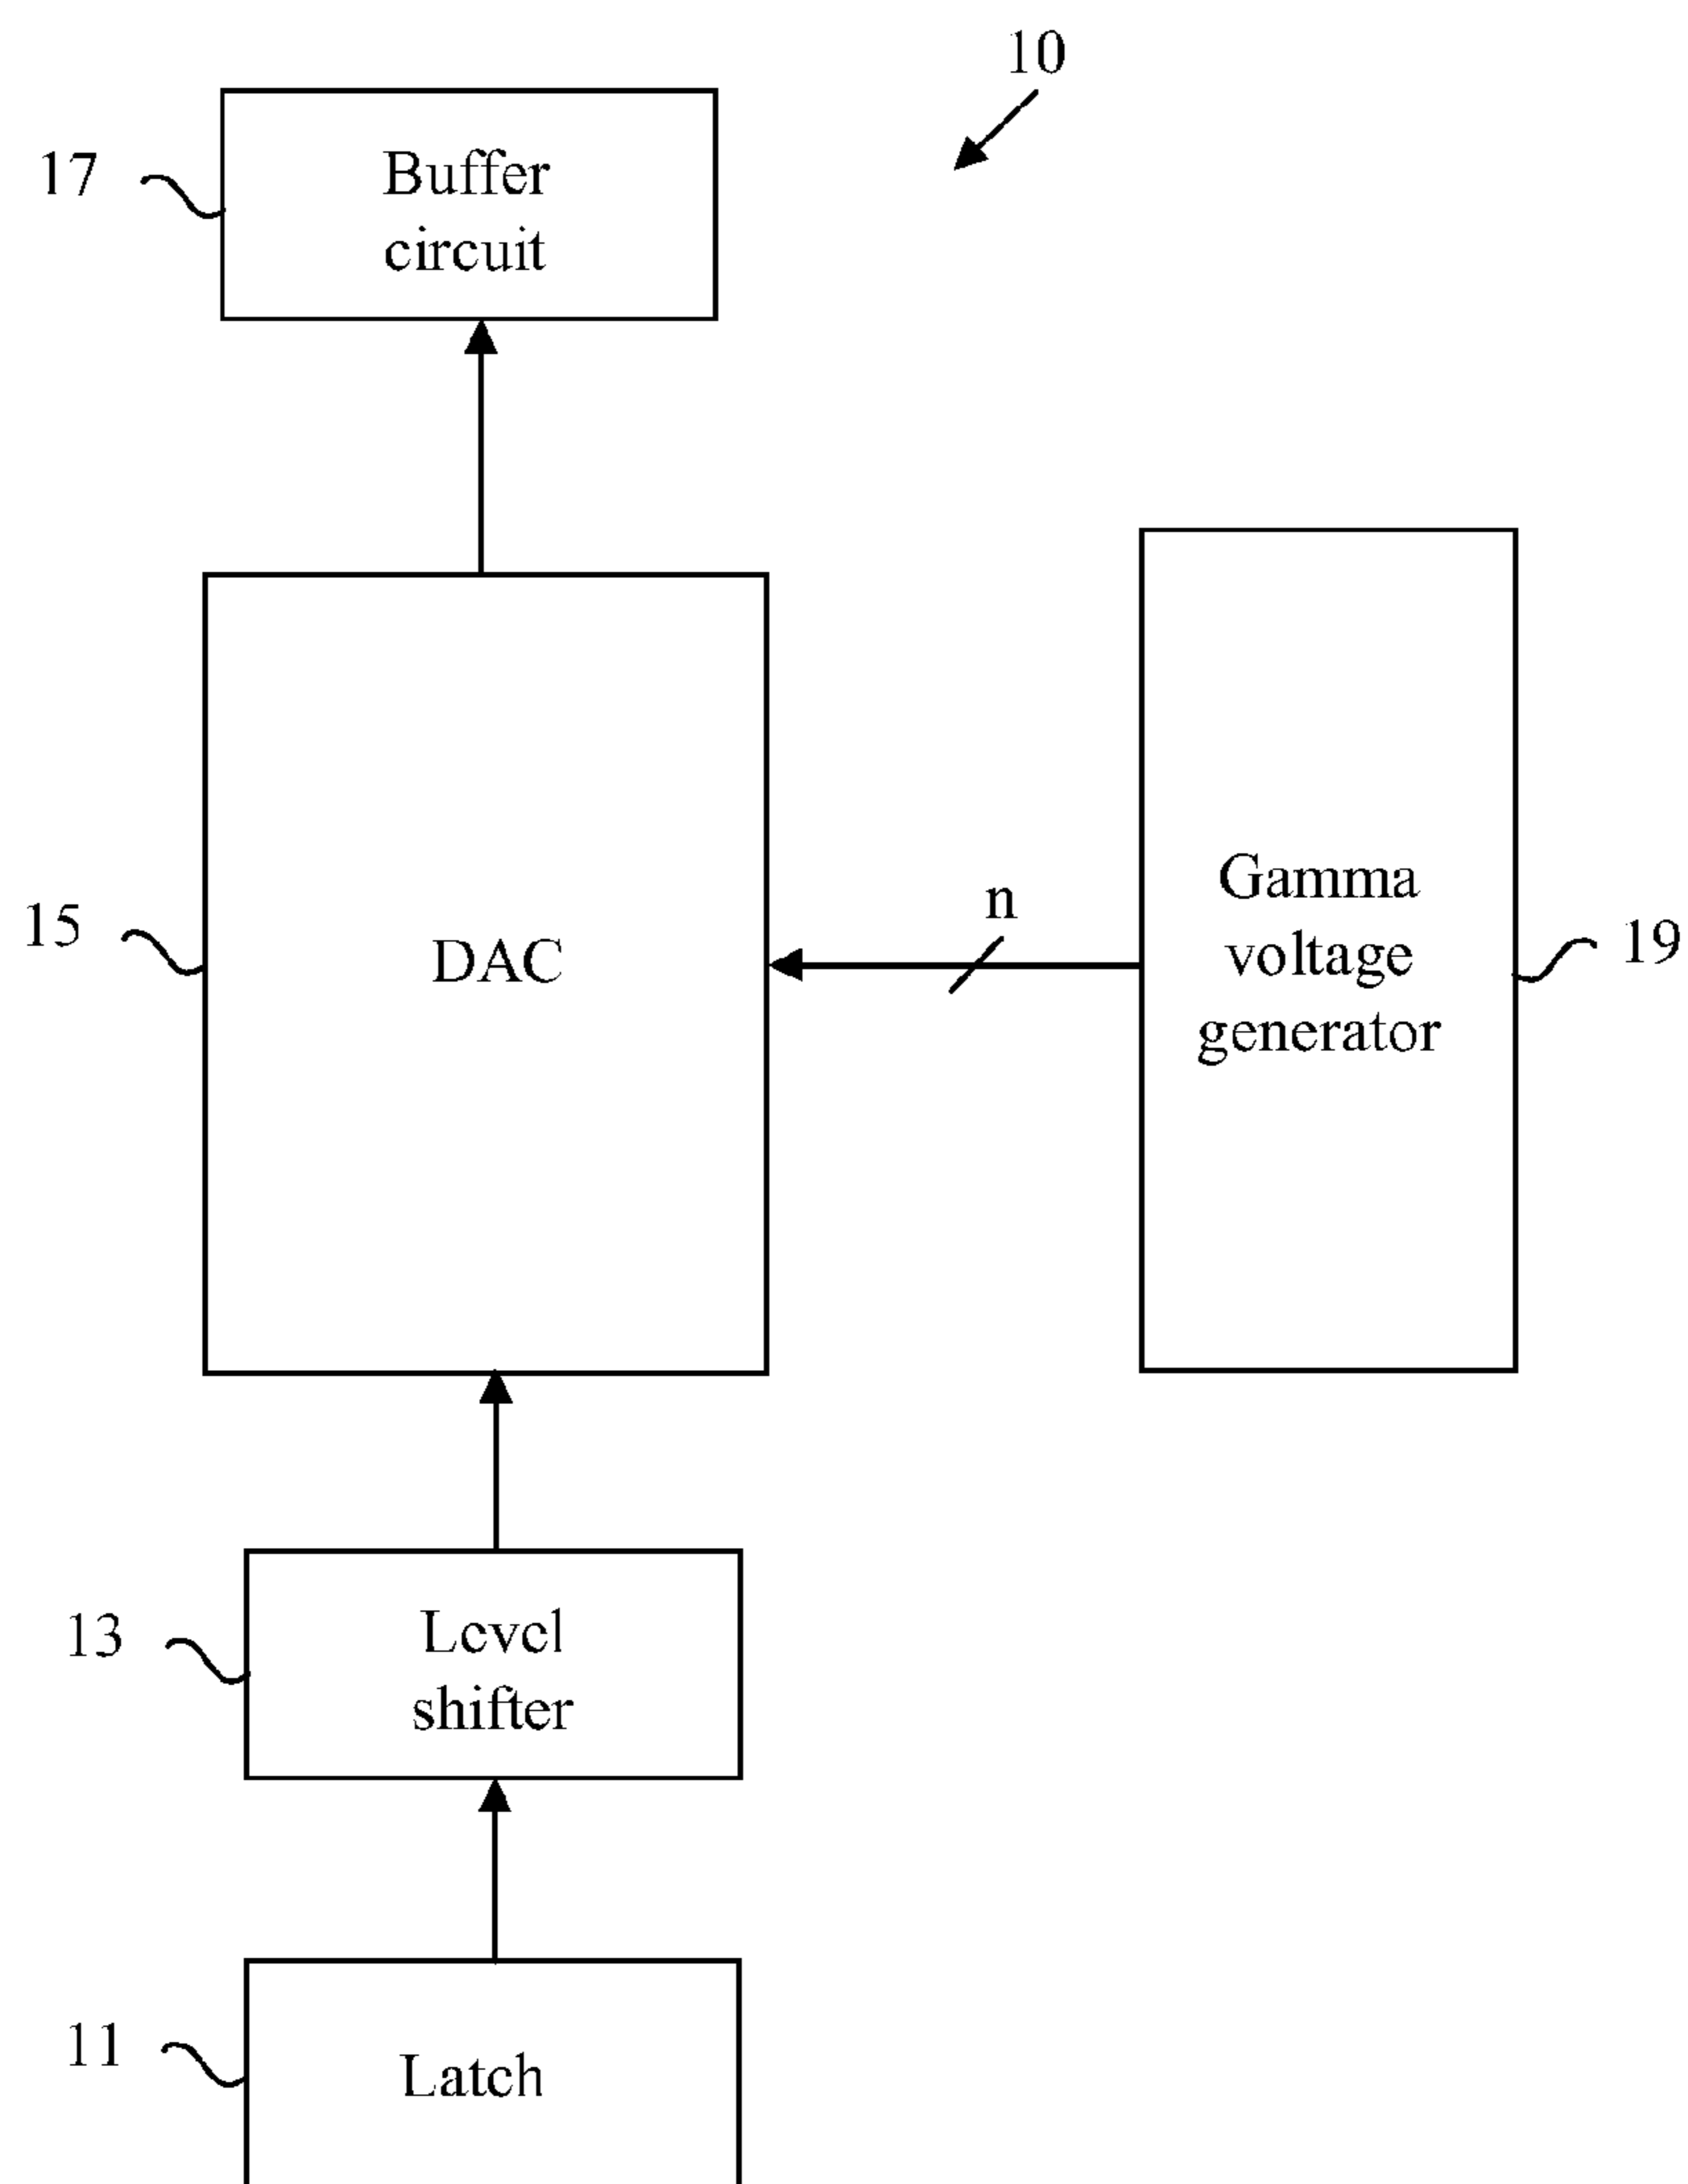 10
17
Buffer
circuit
15
DAC
n
Gamma
voltage
generator
19
13
Level
shifter
11
Latch